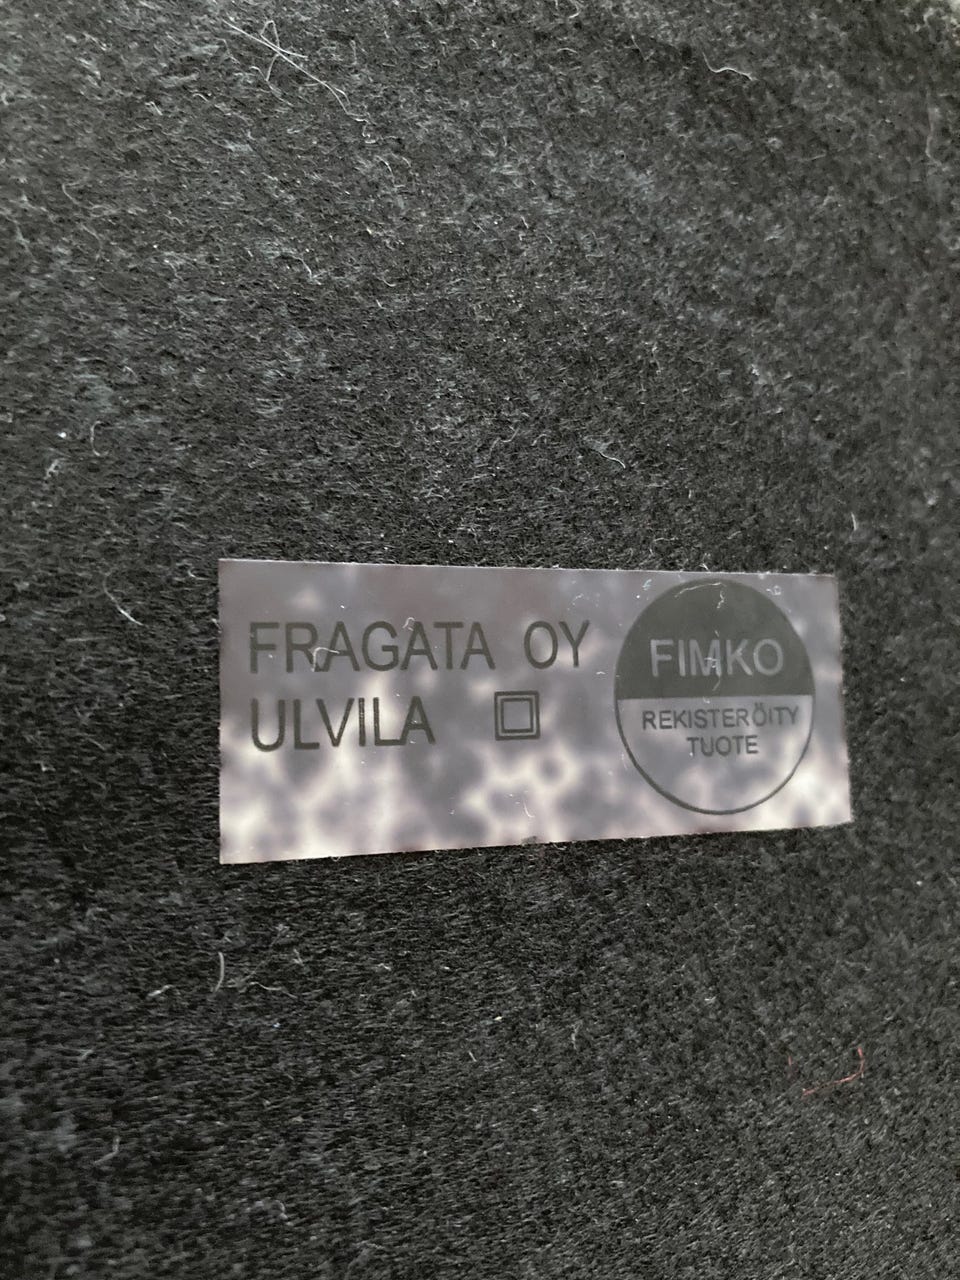 FRAGATA OY
ULVILA
FIMKO
REKISTERÖITY
TUOTE